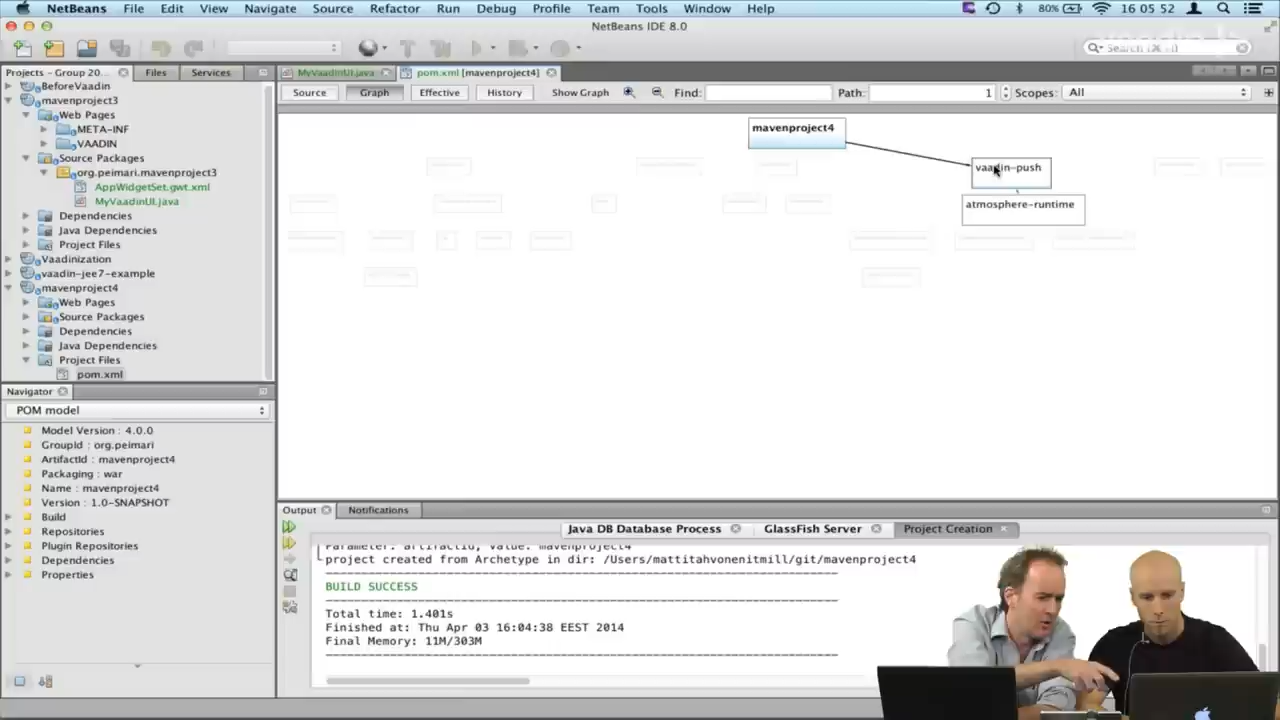 NetBeans File Edit View Navigate Source Refactor Run Debug Profile Team Tools Window Help 80% 16 05 52
NetBeans IDE 8.0
Projects - Group 20... Files Services
MyVaadinUI.java pom.xml [mavenproject4]
Source Graph Effective History Show Graph Find: Path: 1 Scopes: All
BeforeVaadin
mavenproject3
Web Pages
META-INF
VAADIN
Source Packages
org.peimari.mavenproject3
AppWidgetSet.gwt.xml
MyVaadinUI.java
Dependencies
Java Dependencies
Project Files
Vaadinization
vaadin-jee7-example
mavenproject4
Web Pages
Source Packages
Dependencies
Java Dependencies
Project Files
pom.xml
mavenproject4
vaadin-push
atmosphere-runtime
Navigator
POM model
Model Version : 4.0.0
GroupId : org.peimari
ArtifactId : mavenproject4
Packaging : war
Name : mavenproject4
Version : 1.0-SNAPSHOT
Build
Repositories
Plugin Repositories
Dependencies
Properties
Output Notifications
Java DB Database Process GlassFish Server Project Creation
Parameter: artifactId, Value: mavenproject4
project created from Archetype in dir: /Users/mattitahvonenitmill/git/mavenproject4
BUILD SUCCESS
Total time: 1.401s
Finished at: Thu Apr 03 16:04:38 EEST 2014
Final Memory: 11M/303M